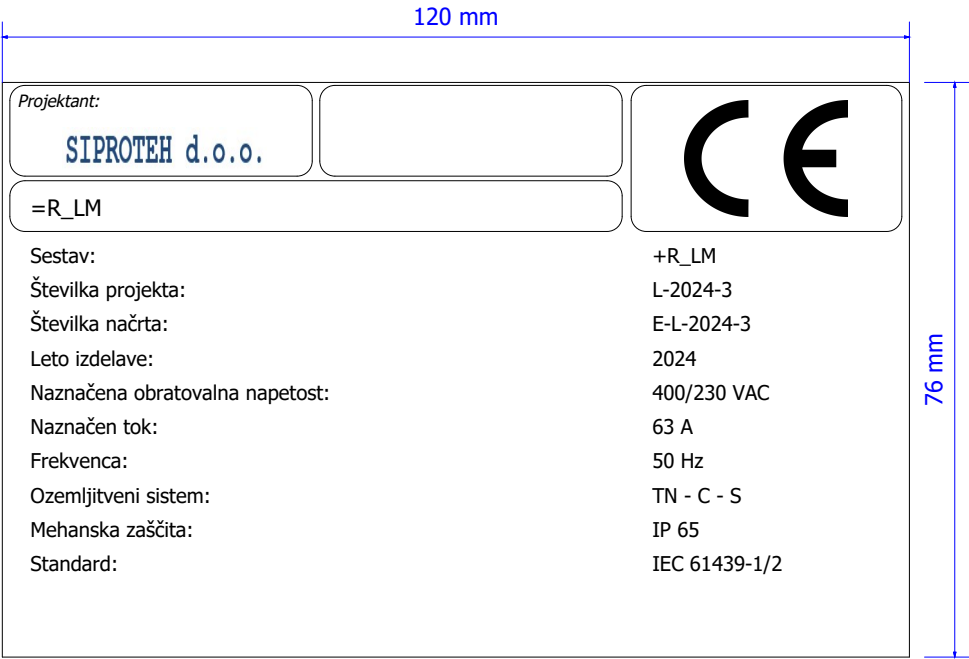 120 mm
Projektant:
SIPROTEH d.o.o.
CE
=R_LM
Sestav: +R_LM
Številka projekta: L-2024-3
Številka načrta: E-L-2024-3
Leto izdelave: 2024
Naznačena obratovalna napetost: 400/230 VAC
Naznačen tok: 63 A
Frekvenca: 50 Hz
Ozemljitveni sistem: TN - C - S
Mehanska zaščita: IP 65
Standard: IEC 61439-1/2
76 mm